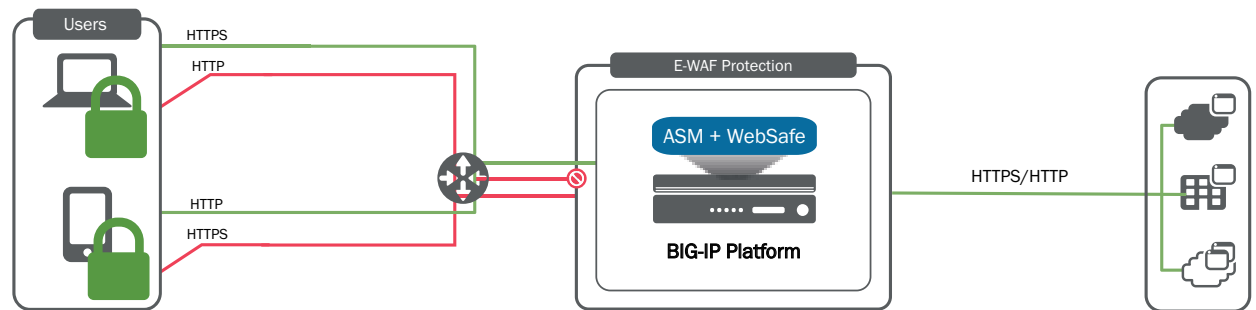 Users
HTTPS
HTTP
HTTP
HTTPS
E-WAF Protection
ASM + WebSafe
BIG-IP Platform
HTTPS/HTTP